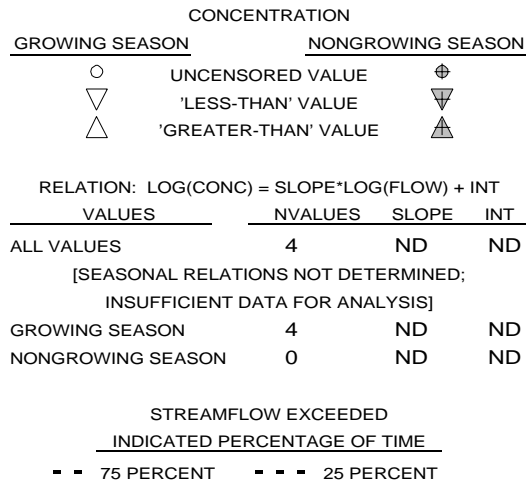 CONCENTRATION
GROWING SEASON NONGROWING SEASON
UNCENSORED VALUE
'LESS-THAN' VALUE
'GREATER-THAN' VALUE
RELATION: LOG(CONC) = SLOPE*LOG(FLOW) + INT
VALUES NVALUES SLOPE INT
ALL VALUES 4 ND ND
[SEASONAL RELATIONS NOT DETERMINED;
INSUFFICIENT DATA FOR ANALYSIS]
GROWING SEASON 4 ND ND
NONGROWING SEASON 0 ND ND
STREAMFLOW EXCEEDED
INDICATED PERCENTAGE OF TIME
75 PERCENT 25 PERCENT